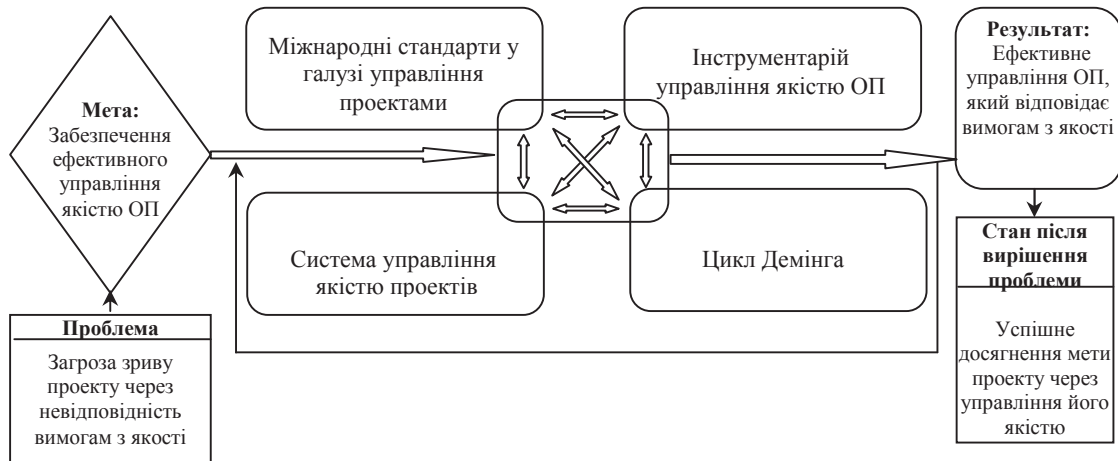 Мета:
Забезпечення
ефективного
управління
якістю ОП
Проблема
Загроза зриву
проекту через
невідповідність
вимогам з якості
Міжнародні стандарти у
галузі управління
проектами
Інструментарій
управління якістю ОП
Система управління
якістю проектів
Цикл Демінга
Результат:
Ефективне
управління ОП,
який відповідає
вимогам з якості
Стан після
вирішення
проблеми
Успішне
досягнення мети
проекту через
управління його
якістю